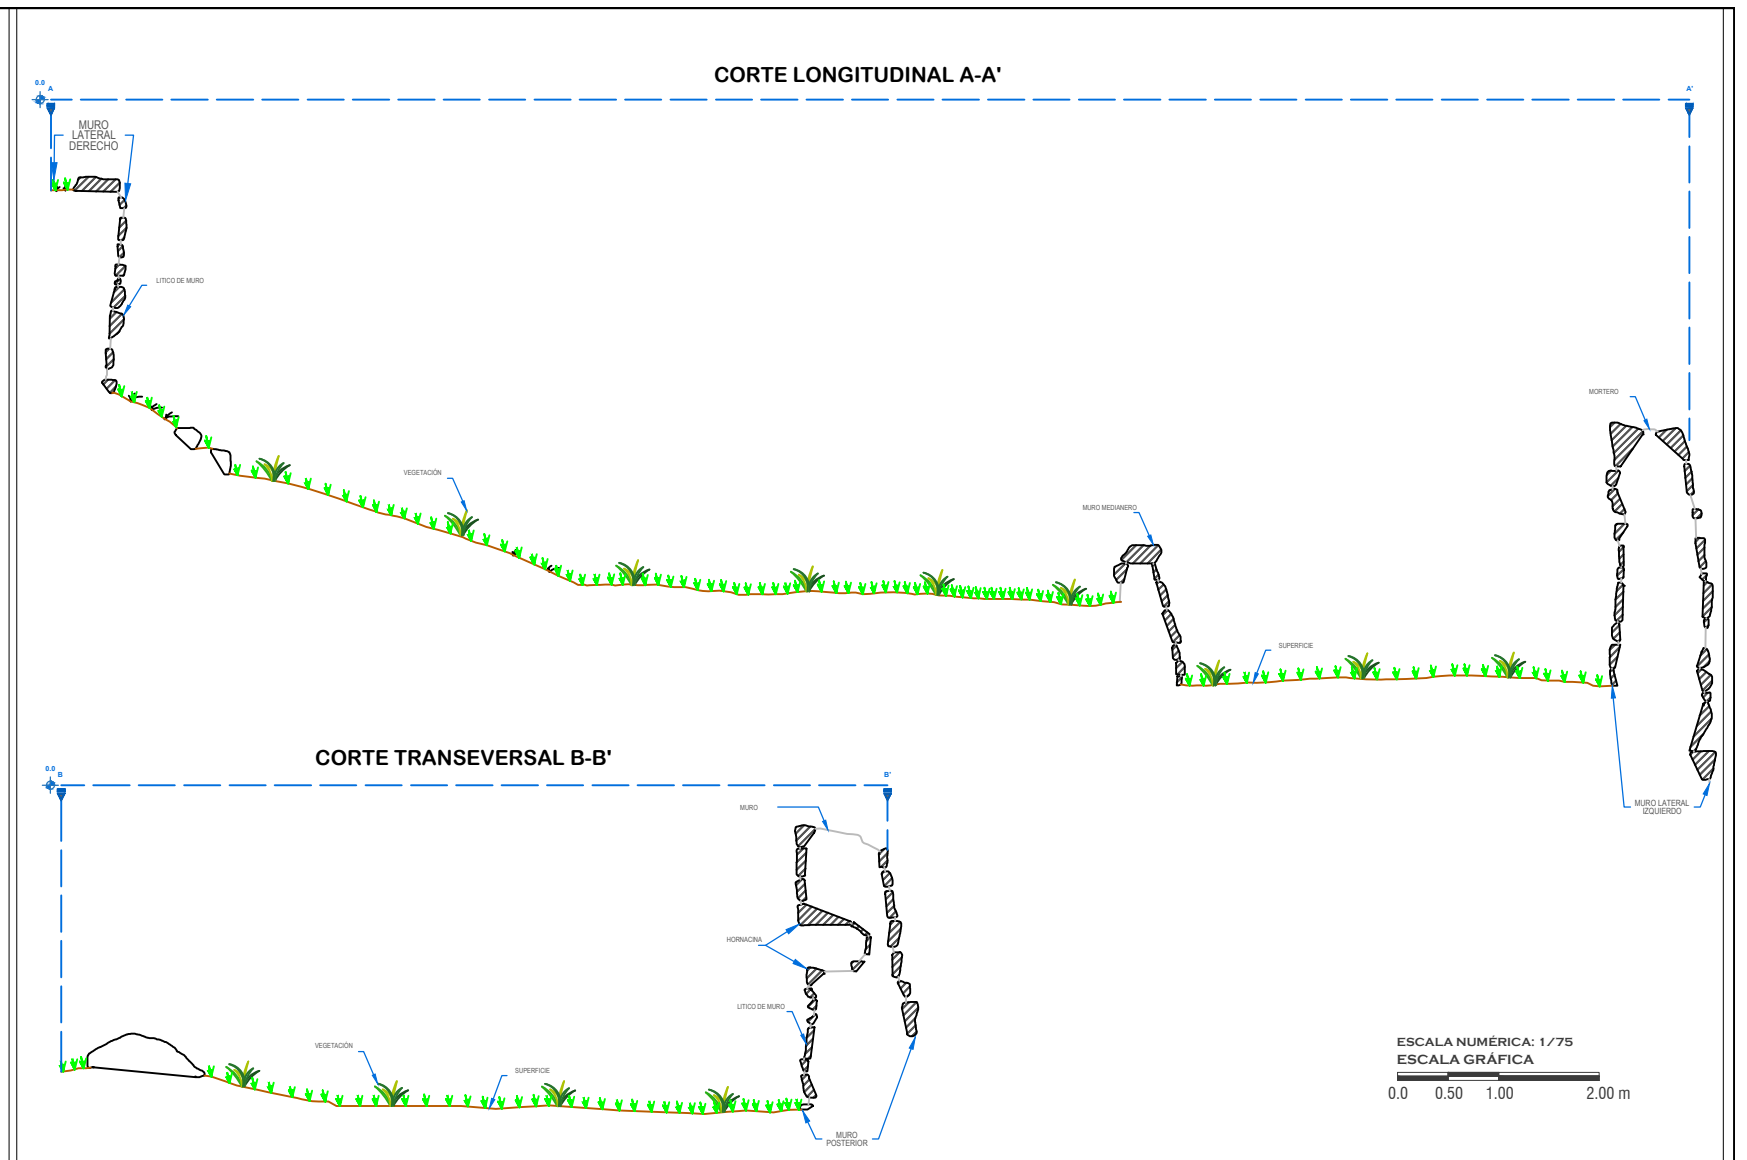 CORTE LONGITUDINAL A-A'
0.0
A
A'
MURO
LATERAL
DERECHO
LITICO DE MURO
MORTERO
VEGETACIÓN
MURO MEDIANERO
SUPERFICIE
MURO LATERAL
IZQUIERDO
CORTE TRANSEVERSAL B-B'
0.0
B
B'
MURO
HORNACINA
LITICO DE MURO
VEGETACIÓN
SUPERFICIE
MURO
POSTERIOR
ESCALA NUMÉRICA: 1/75
ESCALA GRÁFICA
0.0 0.50 1.00 2.00 m